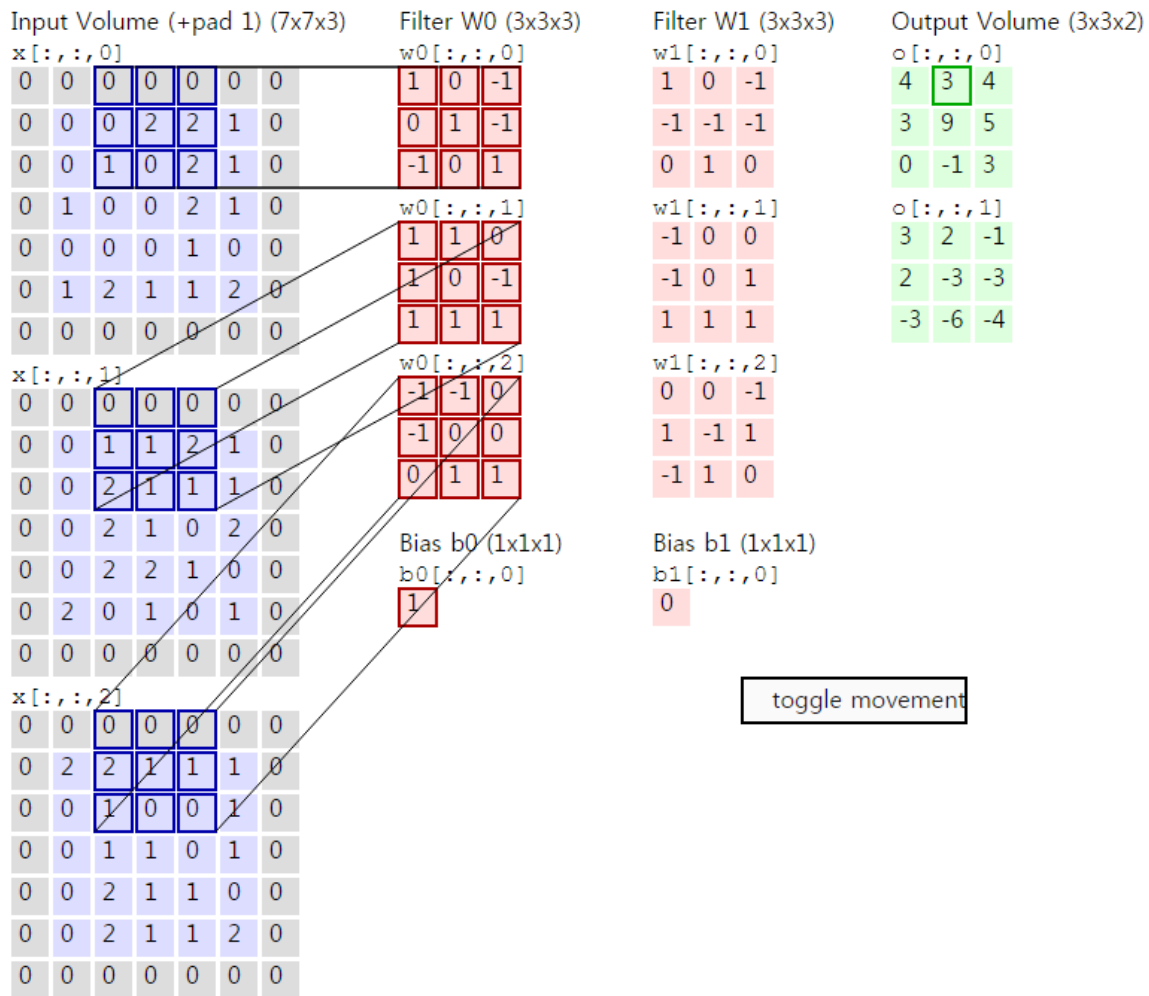 Input Volume (+pad 1) (7x7x3) Filter W0 (3x3x3) Filter W1 (3x3x3) Output Volume (3x3x2)
x[:,:,0] w0[:,:,0] w1[:,:,0] o[:,:,0]
0 0 0 0 0 0 0 1 0 -1 1 0 -1 4 3 4
0 0 0 2 2 1 0 0 1 -1 -1 -1 -1 3 9 5
0 0 1 0 2 1 0 -1 0 1 0 1 0 0 -1 3
0 1 0 0 2 1 0 w0[:,:,1] w1[:,:,1] o[:,:,1]
0 0 0 0 1 0 0 1 1 0 -1 0 0 3 2 -1
0 1 2 1 1 2 0 1 0 -1 -1 0 1 2 -3 -3
0 0 0 0 0 0 0 1 1 1 1 1 1 -3 -6 -4
x[:,:,1] w0[:,:,2] w1[:,:,2]
0 0 0 0 0 0 0 -1 -1 0 0 0 -1
0 0 1 1 2 1 0 -1 0 0 1 -1 1
0 0 2 1 1 1 0 0 1 1 -1 1 0
0 0 2 1 0 2 0 Bias b0 (1x1x1) Bias b1 (1x1x1)
0 0 2 2 1 0 0 b0[:,:,0] b1[:,:,0]
0 2 0 1 0 1 0 1 0
0 0 0 0 0 0 0
x[:,:,2] toggle movement
0 0 0 0 0 0 0
0 2 2 1 1 1 0
0 0 1 0 0 1 0
0 0 1 1 0 1 0
0 0 2 1 1 0 0
0 0 2 1 1 2 0
0 0 0 0 0 0 0